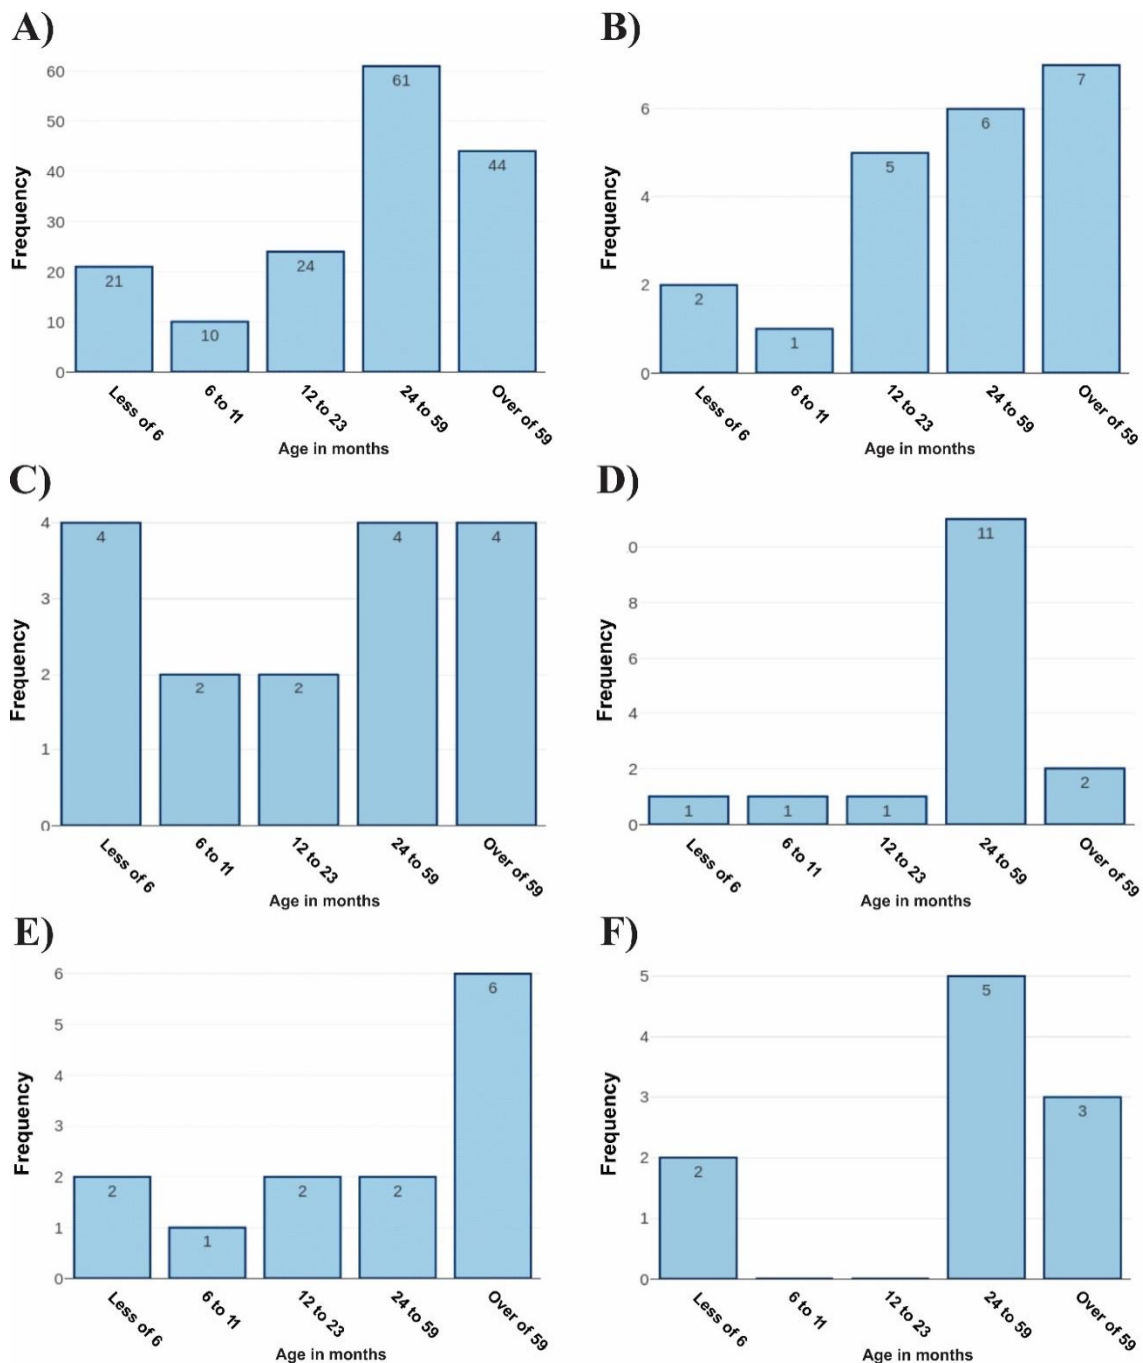 A)
60
50
40
30
20
10
0
Frequency
21
10
24
61
44
Less of 6
6 to 11
12 to 23
24 to 59
Over of 59
Age in months
B)
6
4
2
0
Frequency
2
1
5
6
7
Less of 6
6 to 11
12 to 23
24 to 59
Over of 59
Age in months
C)
4
3
2
1
0
Frequency
4
2
2
4
4
Less of 6
6 to 11
12 to 23
24 to 59
Over of 59
Age in months
D)
0
8
6
4
2
0
Frequency
1
1
1
11
2
Less of 6
6 to 11
12 to 23
24 to 59
Over of 59
Age in months
E)
6
5
4
3
2
1
0
Frequency
2
1
2
2
6
Less of 6
6 to 11
12 to 23
24 to 59
Over of 59
Age in months
F)
5
4
3
2
1
0
Frequency
2
5
3
Less of 6
6 to 11
12 to 23
24 to 59
Over of 59
Age in months